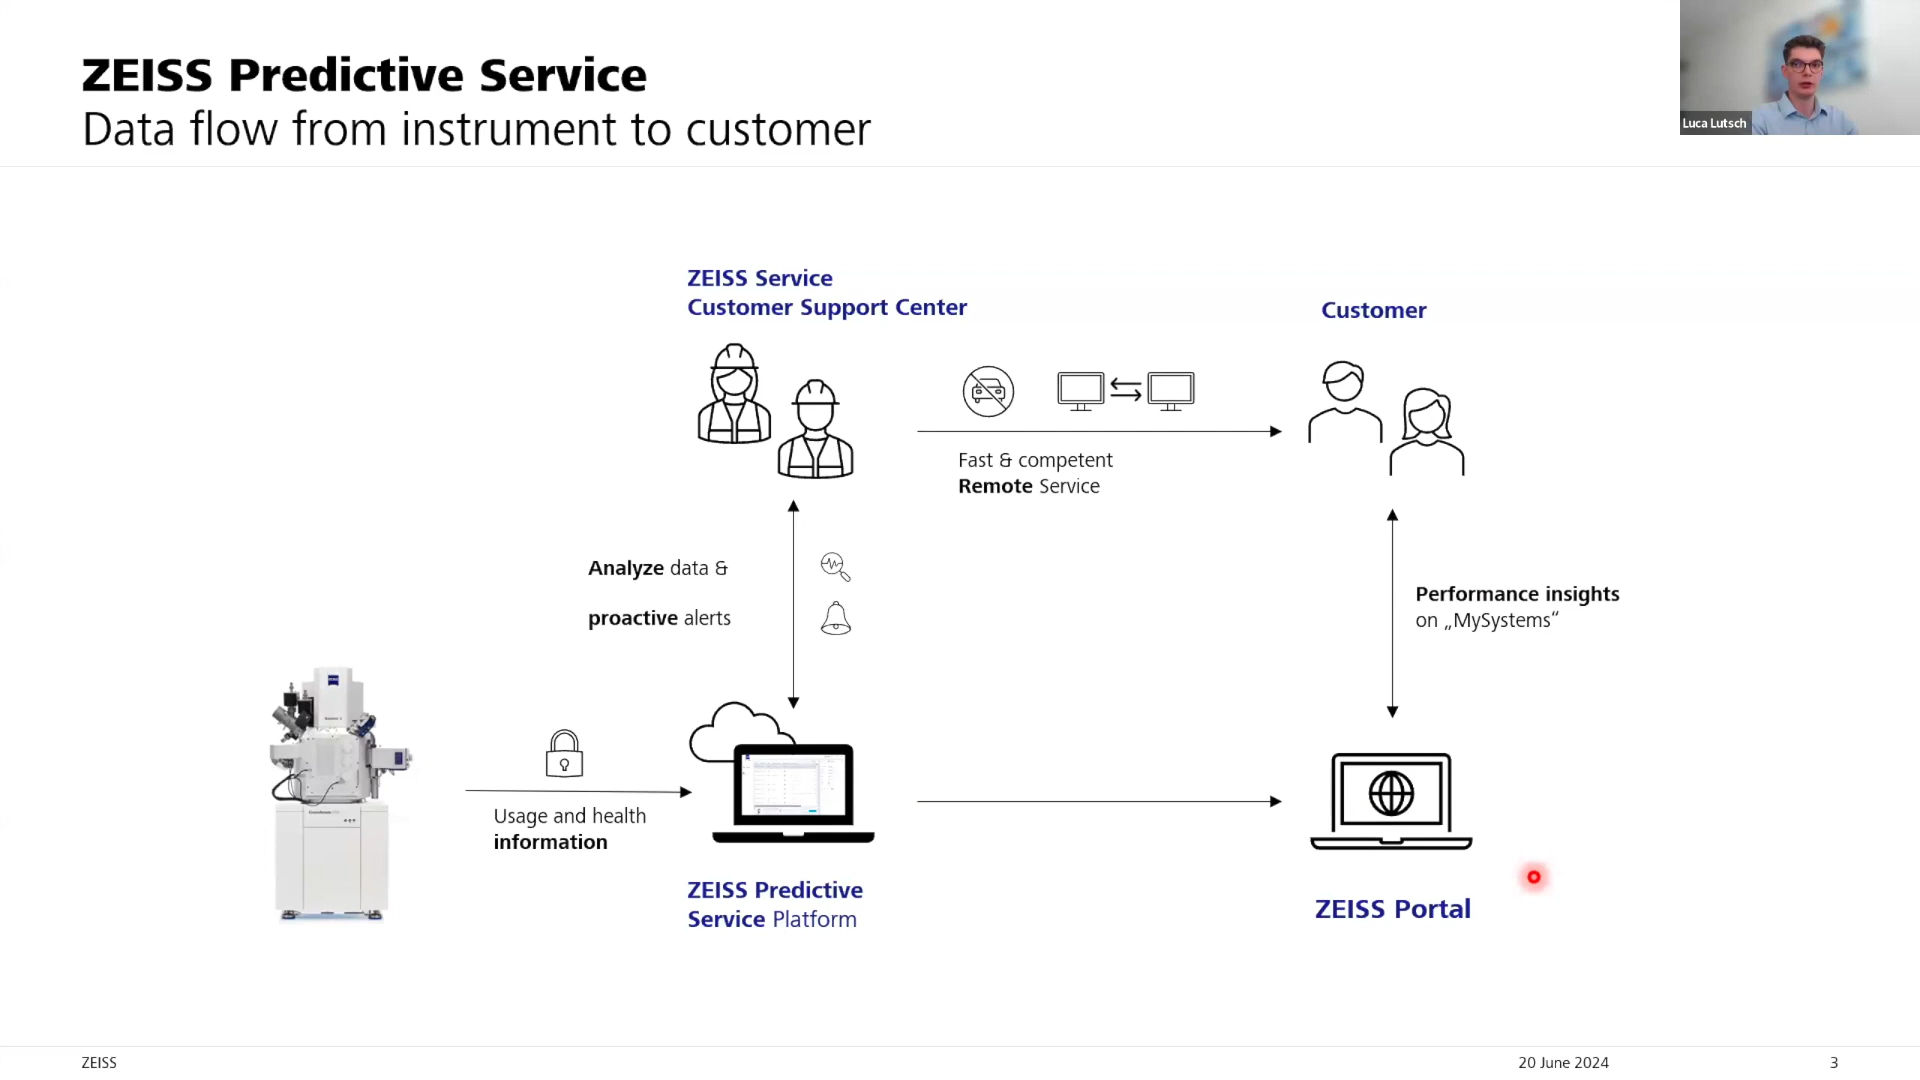 ZEISS Predictive Service
Data flow from instrument to customer
Luca Lutsch
ZEISS Service
Customer Support Center
Customer
Fast & competent
Remote Service
Analyze data &
proactive alerts
Performance insights
on „MySystems“
Usage and health
information
ZEISS Predictive
Service Platform
ZEISS Portal
ZEISS
20 June 2024
3